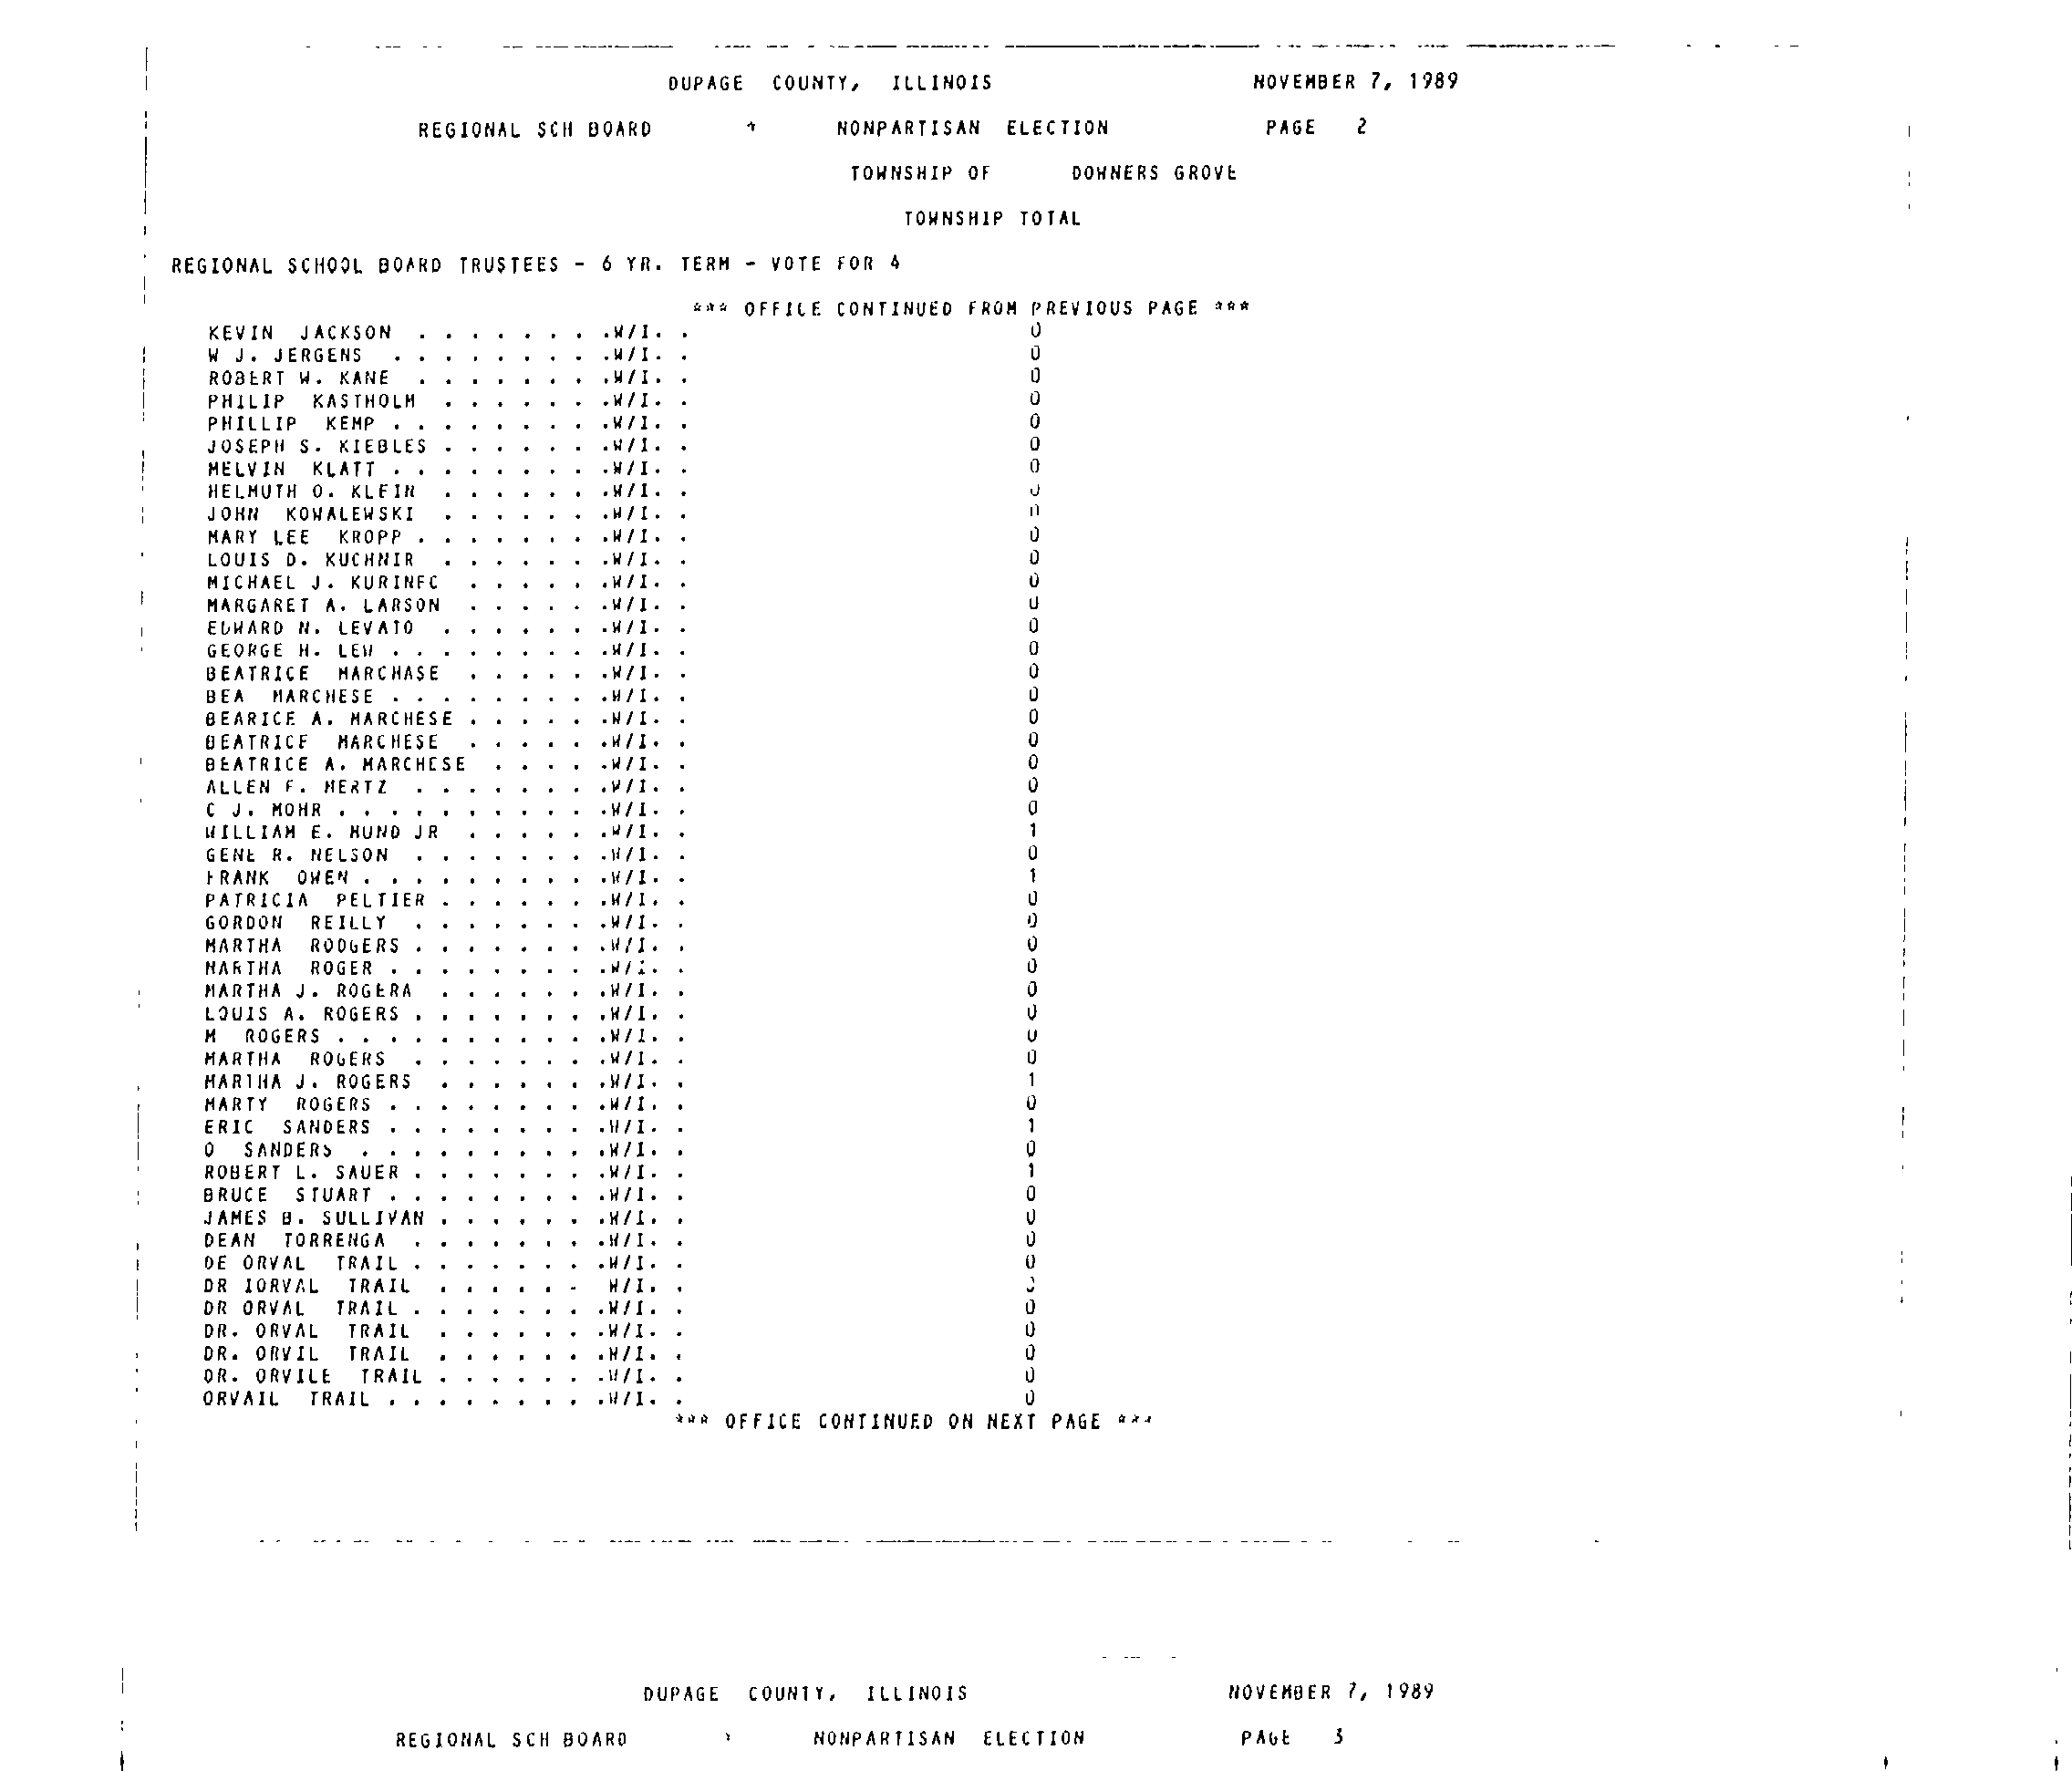 DUPAGE COUNTY, ILLINOIS NOVEMBER 7, 1989
REGIONAL SCH BOARD * NONPARTISAN ELECTION PAGE 2
TOWNSHIP OF DOWNERS GROVE
TOWNSHIP TOTAL
REGIONAL SCHOOL BOARD TRUSTEES - 6 YR. TERM - VOTE FOR 4
*** OFFICE CONTINUED FROM PREVIOUS PAGE ***
KEVIN JACKSON . . . . . . . .W/I. . 0
W J. JERGENS . . . . . . . . .W/I. . 0
ROBERT W. KANE . . . . . . . .W/I. . 0
PHILIP KASTHOLM . . . . . . .W/I. . 0
PHILLIP KEMP . . . . . . . . .W/I. . 0
JOSEPH S. KIEBLES . . . . . . .W/I. . 0
MELVIN KLATT . . . . . . . . .W/I. . 0
HELMUTH O. KLEIN . . . . . . .W/I. . 0
JOHN KOWALEWSKI . . . . . . .W/I. . 0
MARY LEE KROPP . . . . . . . .W/I. . 0
LOUIS D. KUCHNIR . . . . . . .W/I. . 0
MICHAEL J. KURINEC . . . . . .W/I. . 0
MARGARET A. LARSON . . . . . .W/I. . 0
EDWARD N. LEVATO . . . . . . .W/I. . 0
GEORGE H. LEW . . . . . . . . .W/I. . 0
BEATRICE MARCHASE . . . . . .W/I. . 0
BEA MARCHESE . . . . . . . . .W/I. . 0
BEARICE A. MARCHESE . . . . . .W/I. . 0
BEATRICE MARCHESE . . . . . .W/I. . 0
BEATRICE A. MARCHESE . . . . .W/I. . 0
ALLEN F. MERTZ . . . . . . . .W/I. . 0
C J. MOHR . . . . . . . . . . .W/I. . 0
WILLIAM E. MUND JR . . . . . .W/I. . 1
GENE R. NELSON . . . . . . . .W/I. . 0
FRANK OWEN . . . . . . . . . .W/I. . 1
PATRICIA PELTIER . . . . . . .W/I. . 0
GORDON REILLY . . . . . . . .W/I. . 0
MARTHA RODGERS . . . . . . . .W/I. . 0
MARTHA ROGER . . . . . . . . .W/I. . 0
MARTHA J. ROGERA . . . . . . .W/I. . 0
LOUIS A. ROGERS . . . . . . . .W/I. . 0
M ROGERS . . . . . . . . . . .W/I. . 0
MARTHA ROGERS . . . . . . . .W/I. . 0
MARTHA J. ROGERS . . . . . . .W/I. . 1
MARTY ROGERS . . . . . . . . .W/I. . 0
ERIC SANDERS . . . . . . . . .W/I. . 1
O SANDERS . . . . . . . . . .W/I. . 0
ROBERT L. SAUER . . . . . . . .W/I. . 1
BRUCE STUART . . . . . . . . .W/I. . 0
JAMES B. SULLIVAN . . . . . . .W/I. . 0
DEAN TORRENGA . . . . . . . .W/I. . 0
DE ORVAL TRAIL . . . . . . . .W/I. . 0
DR IORVAL TRAIL . . . . . . W/I. . 0
DR ORVAL TRAIL . . . . . . . .W/I. . 0
DR. ORVAL TRAIL . . . . . . .W/I. . 0
DR. ORVIL TRAIL . . . . . . .W/I. . 0
DR. ORVILE TRAIL . . . . . . .W/I. . 0
ORVAIL TRAIL . . . . . . . . .W/I. . 0
*** OFFICE CONTINUED ON NEXT PAGE ***
DUPAGE COUNTY, ILLINOIS NOVEMBER 7, 1989
REGIONAL SCH BOARD * NONPARTISAN ELECTION PAGE 3